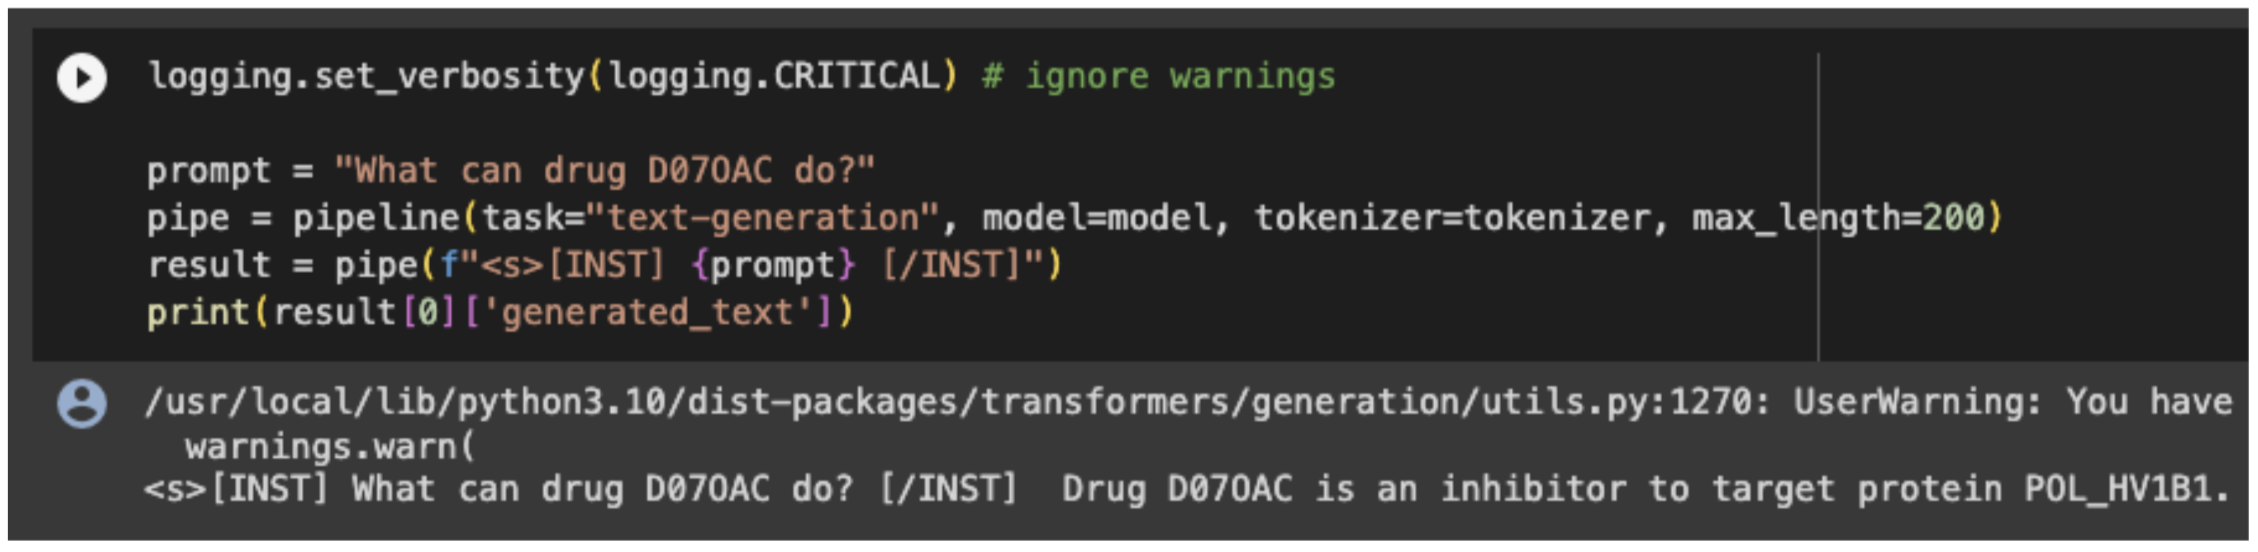 logging.set_verbosity(logging.CRITICAL) # ignore warnings
prompt = "What can drug D07OAC do?"
pipe = pipeline(task="text-generation", model=model, tokenizer=tokenizer, max_length=200)
result = pipe(f"<s>[INST] {prompt} [/INST]")
print(result[0]['generated_text'])
/usr/local/lib/python3.10/dist-packages/transformers/generation/utils.py:1270: UserWarning: You have
warnings.warn(
<s>[INST] What can drug D07OAC do? [/INST]  Drug D07OAC is an inhibitor to target protein POL_HV1B1.